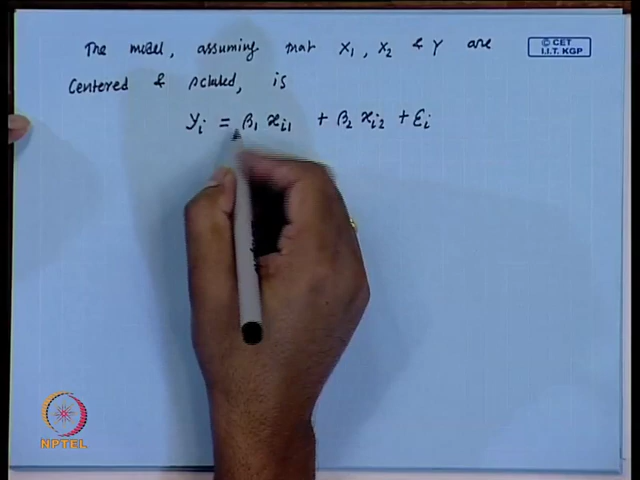 The model, assuming that X₁, X₂ & Y are
© CET
I.I.T. KGP
Centered & scaled, is
yᵢ = β₁ xᵢ₁ + β₂ xᵢ₂ + εᵢ
NPTEL